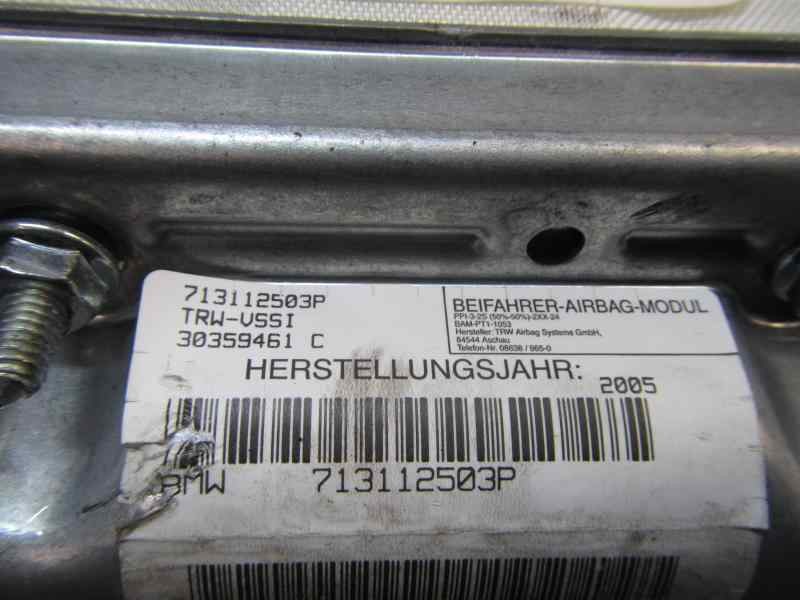 713112503P
TRW-VSSI
30359461 C
BEIFAHRER-AIRBAG-MODUL
PPI-3-2S (50%-50%)-2XX-24
BAM-PT1-1053
Hersteller: TRW Airbag Systems GmbH,
84544 Aschau
Telefon-Nr. 08638 / 965-0
HERSTELLUNGSJAHR: 2005
BMW 713112503P